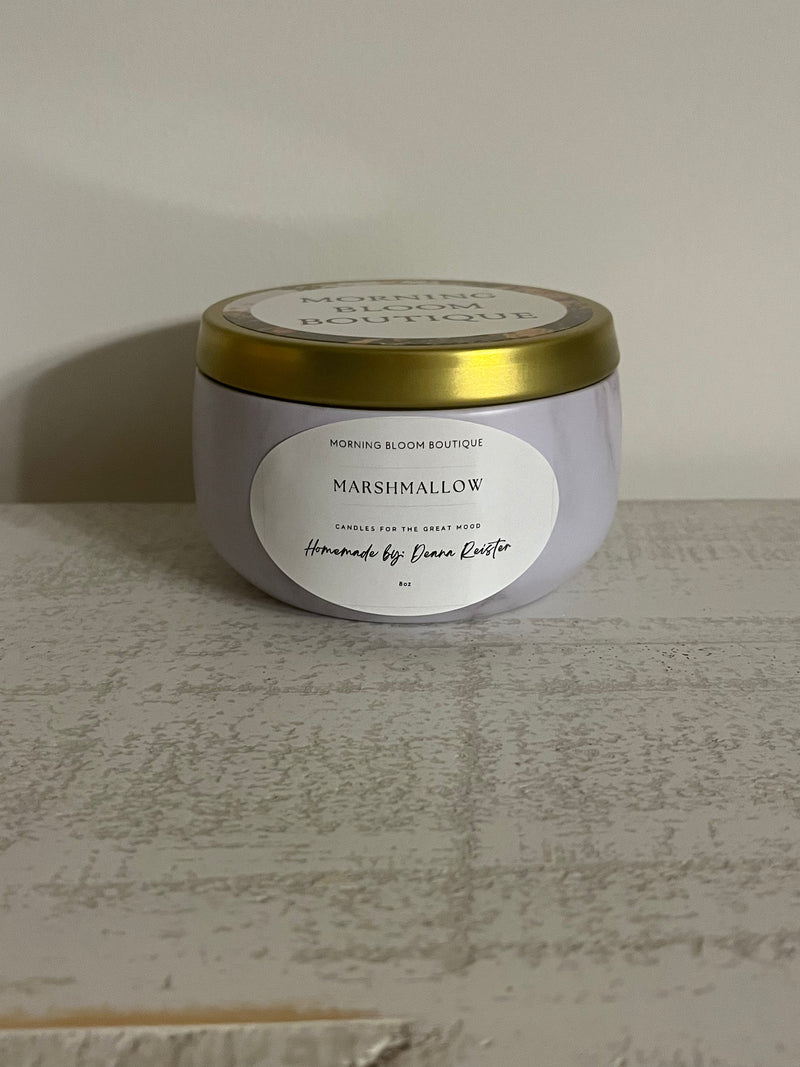 MORNING
BLOOM
BOUTIQUE
MORNING BLOOM BOUTIQUE
MARSHMALLOW
CANDLES FOR THE GREAT MOOD
Homemade by: Deana Reister
8oz